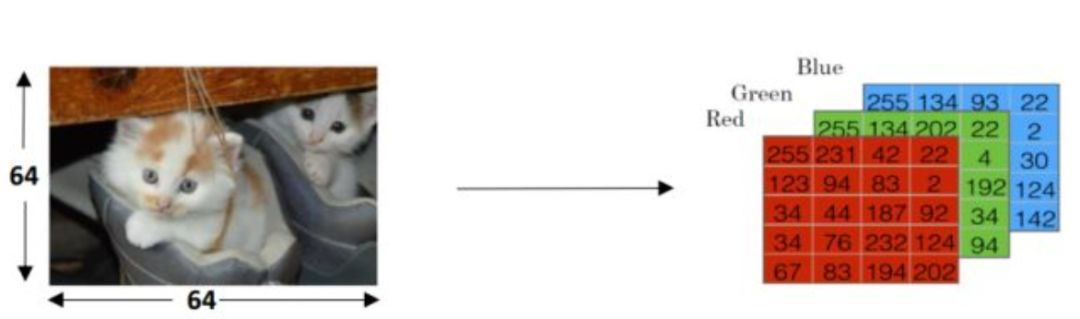 64
64
Blue
Green
Red
255 134 93 22
255 134 202 22 2
255 231 42 22 4 30
123 94 83 2 192 124
34 44 187 92 34 142
34 76 232 124 94
67 83 194 202